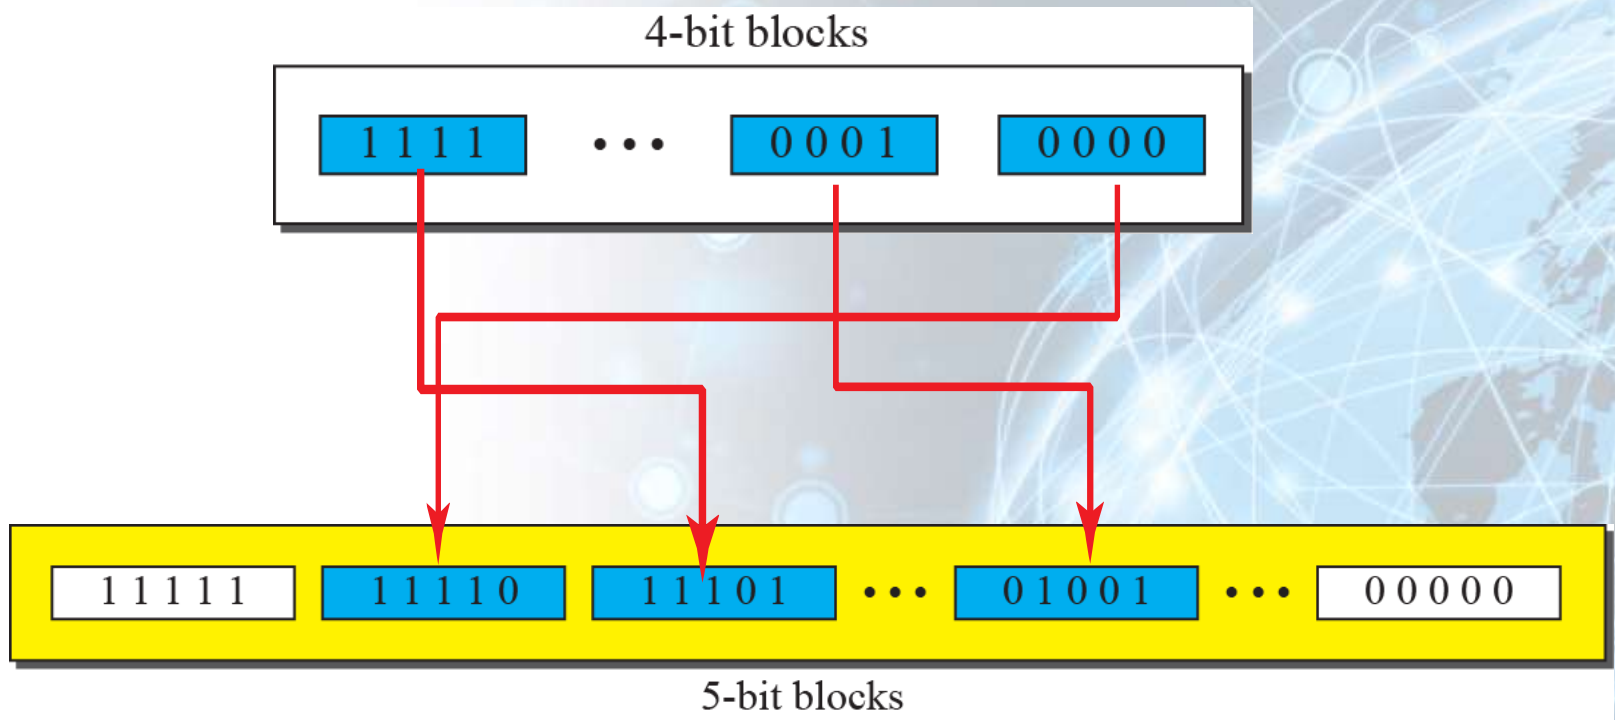 4-bit blocks
1 1 1 1 • • • 0 0 0 1 0 0 0 0
1 1 1 1 1 1 1 1 1 0 1 1 1 0 1 • • • 0 1 0 0 1 • • • 0 0 0 0 0
5-bit blocks